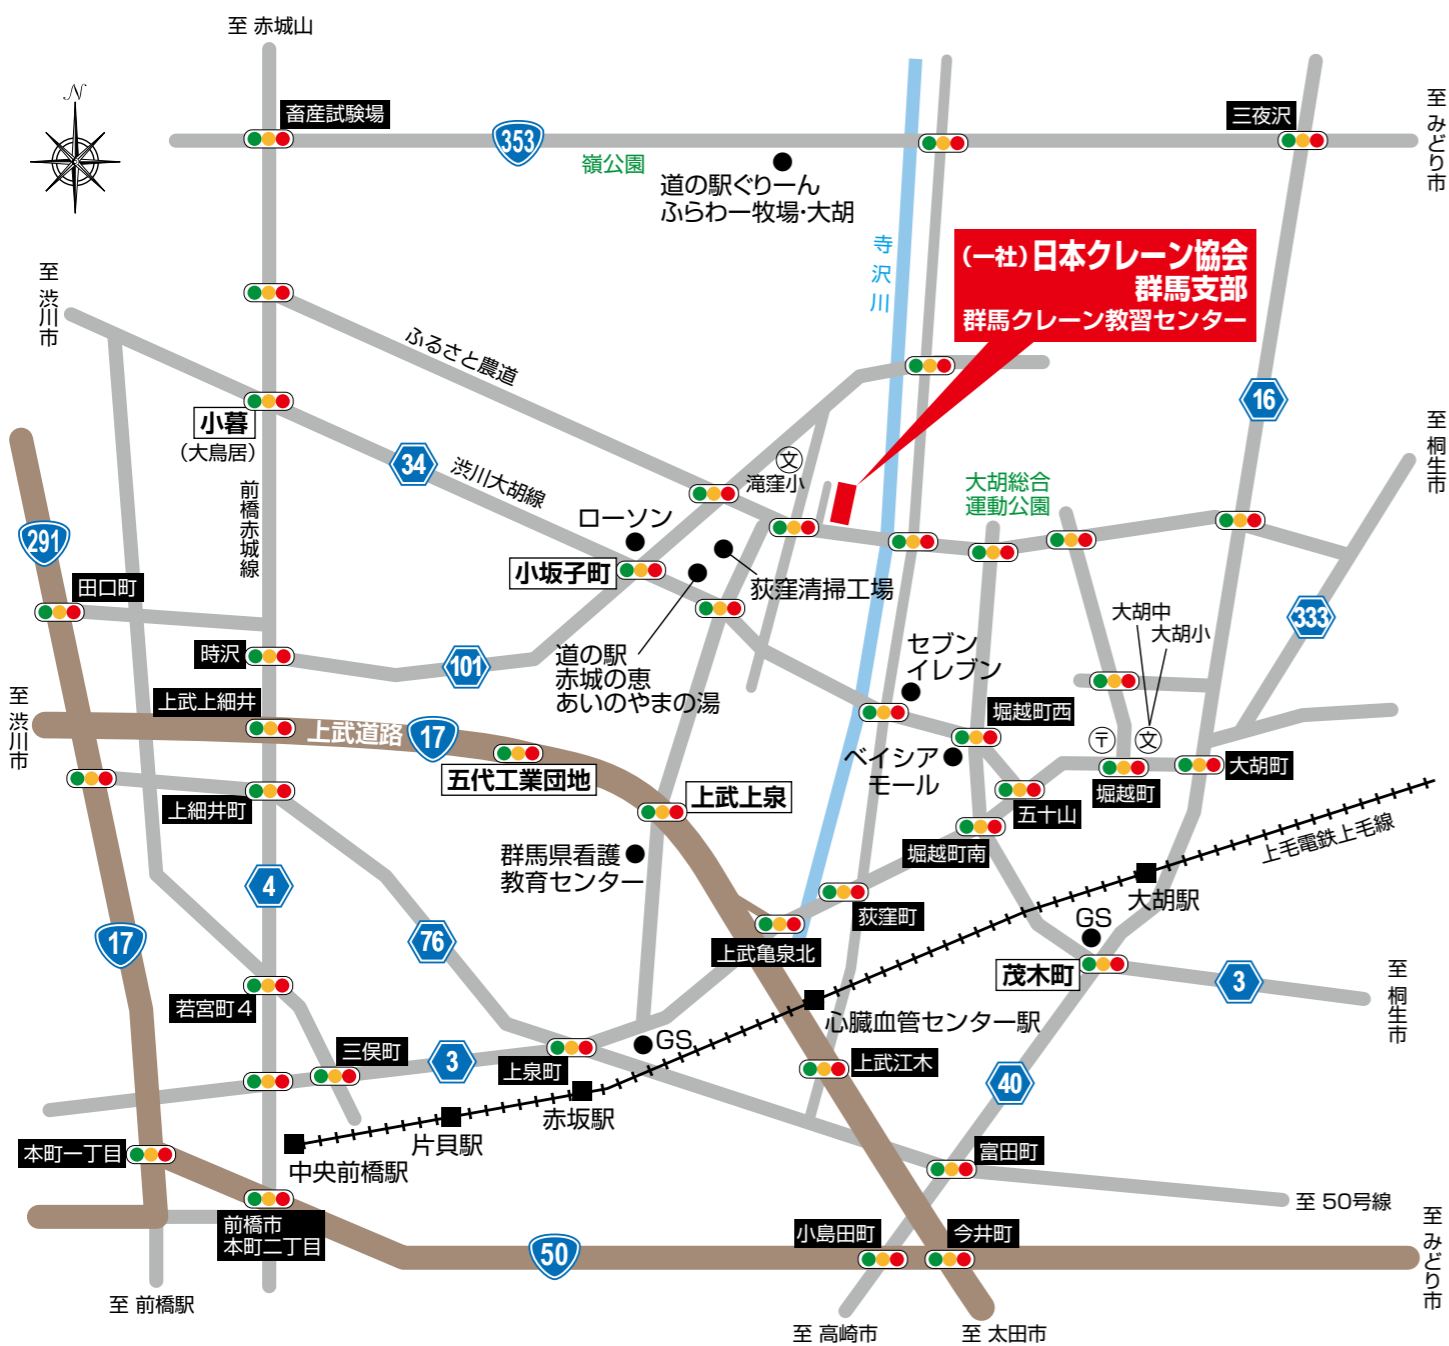 至 赤城山
N
畜産試験場
353
嶺公園
道の駅ぐりーん
ふらわー牧場・大胡
三夜沢
至 みどり市
寺沢川
(一社)日本クレーン協会
群馬支部
群馬クレーン教習センター
至 渋川市
ふるさと農道
小暮
(大鳥居)
34
渋川大胡線
前橋赤城線
16
至 桐生市
文
滝窪小
大胡総合
運動公園
ローソン
小坂子町
荻窪清掃工場
291
田口町
時沢
101
道の駅
赤城の恵
あいのやまの湯
セブン
イレブン
大胡中
大胡小
333
至 渋川市
上武上細井
上武道路
17
五代工業団地
上武上泉
堀越町西
ベイシア
モール
〒
文
大胡町
堀越町
五十山
堀越町南
上細井町
群馬県看護
教育センター
上毛電鉄上毛線
4
76
17
荻窪町
上武亀泉北
大胡駅
GS
茂木町
3
至 桐生市
若宮町4
三俣町
3
上泉町
GS
心臓血管センター駅
上武江木
40
赤坂駅
片貝駅
中央前橋駅
本町一丁目
前橋市
本町二丁目
富田町
至 50号線
50
小島田町
今井町
至 みどり市
至 前橋駅
至 高崎市
至 太田市